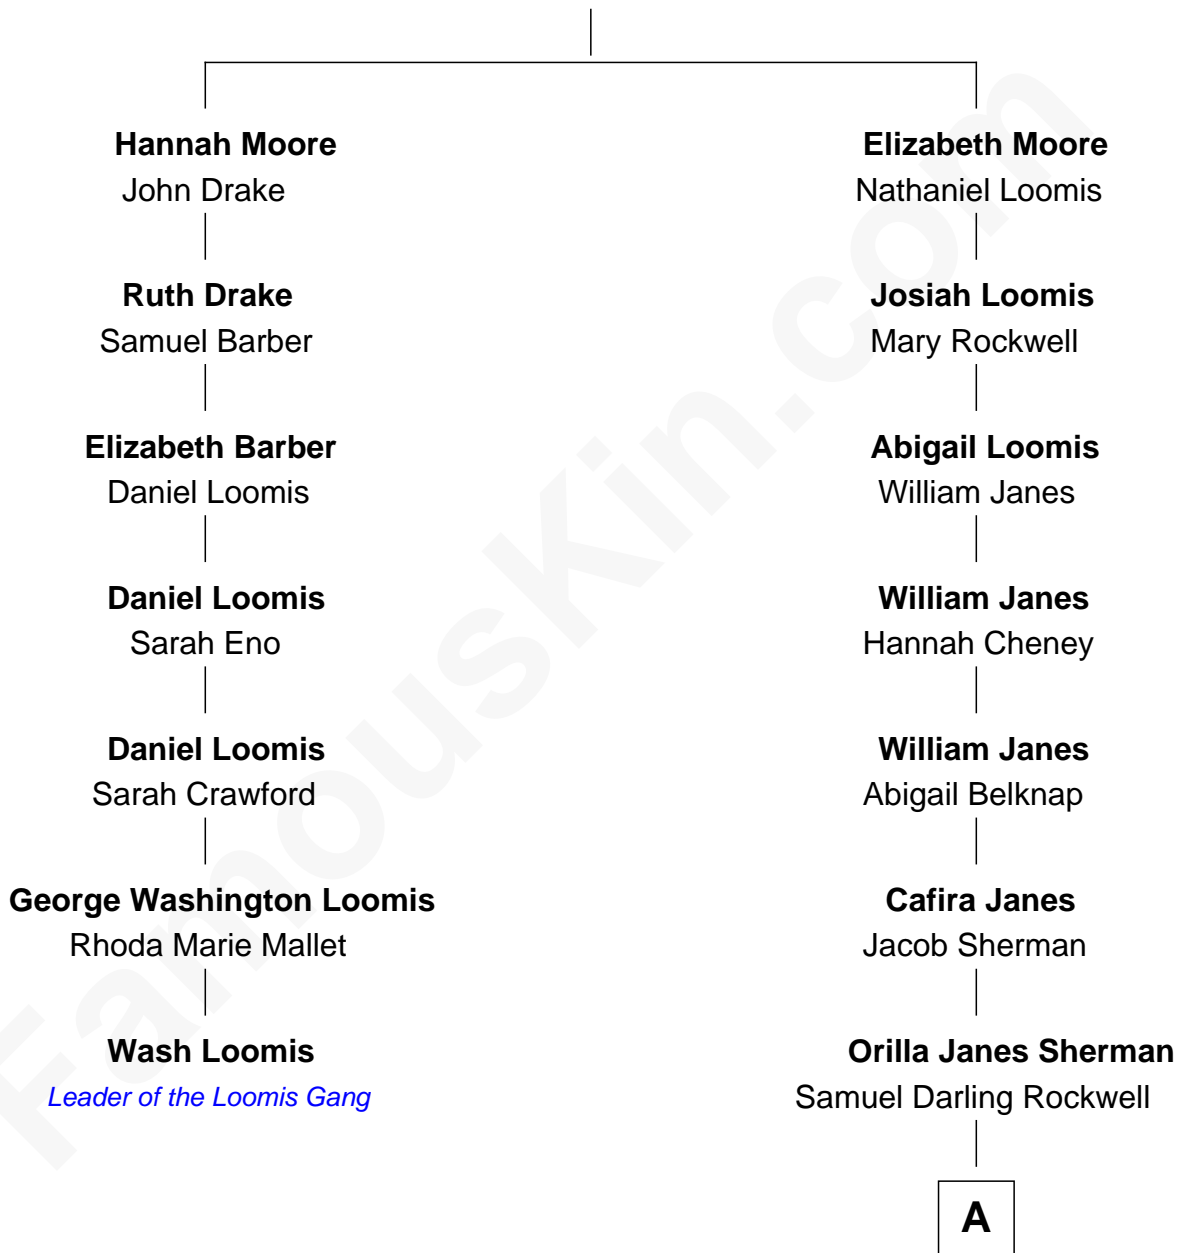 Hannah Moore
John Drake
Ruth Drake
Samuel Barber
Elizabeth Barber
Daniel Loomis
Daniel Loomis
Sarah Eno
Daniel Loomis
Sarah Crawford
George Washington Loomis
Rhoda Marie Mallet
Wash Loomis
Leader of the Loomis Gang
Elizabeth Moore
Nathaniel Loomis
Josiah Loomis
Mary Rockwell
Abigail Loomis
William Janes
William Janes
Hannah Cheney
William Janes
Abigail Belknap
Cafira Janes
Jacob Sherman
Orilla Janes Sherman
Samuel Darling Rockwell
A
FamousKin.com